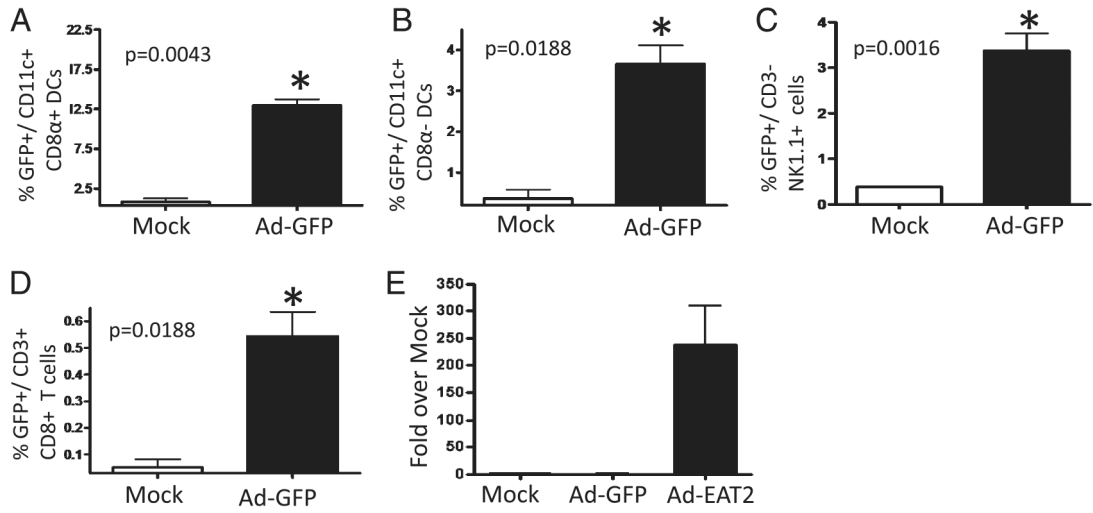 A
% GFP+/ CD11c+
CD8α+ DCs
22.5
17.5
12.5
7.5
2.5
p=0.0043
*
Mock
Ad-GFP
B
% GFP+/ CD11c+
CD8α- DCs
4
3
2
1
p=0.0188
*
Mock
Ad-GFP
C
% GFP+/ CD3-
NK1.1+ cells
4
3
2
1
0
p=0.0016
*
Mock
Ad-GFP
D
% GFP+/ CD3+
CD8+ T cells
0.6
0.5
0.4
0.3
0.2
0.1
p=0.0188
*
Mock
Ad-GFP
E
Fold over Mock
350
300
250
200
150
100
50
0
Mock
Ad-GFP
Ad-EAT2